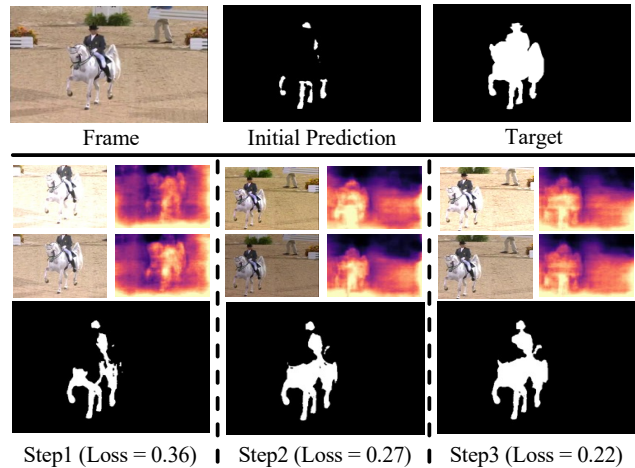 Frame
Initial Prediction
Target
Step1 (Loss = 0.36)
Step2 (Loss = 0.27)
Step3 (Loss = 0.22)